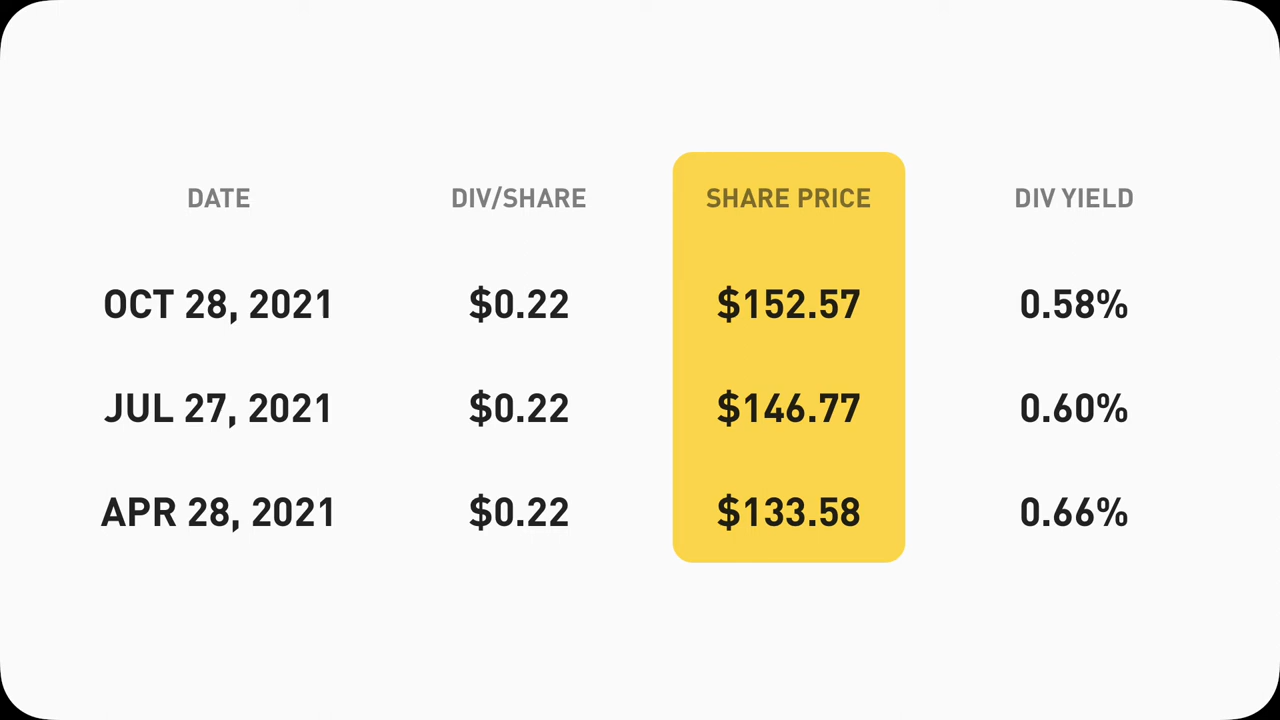 DATE DIV/SHARE SHARE PRICE DIV YIELD
OCT 28, 2021 $0.22 $152.57 0.58%
JUL 27, 2021 $0.22 $146.77 0.60%
APR 28, 2021 $0.22 $133.58 0.66%